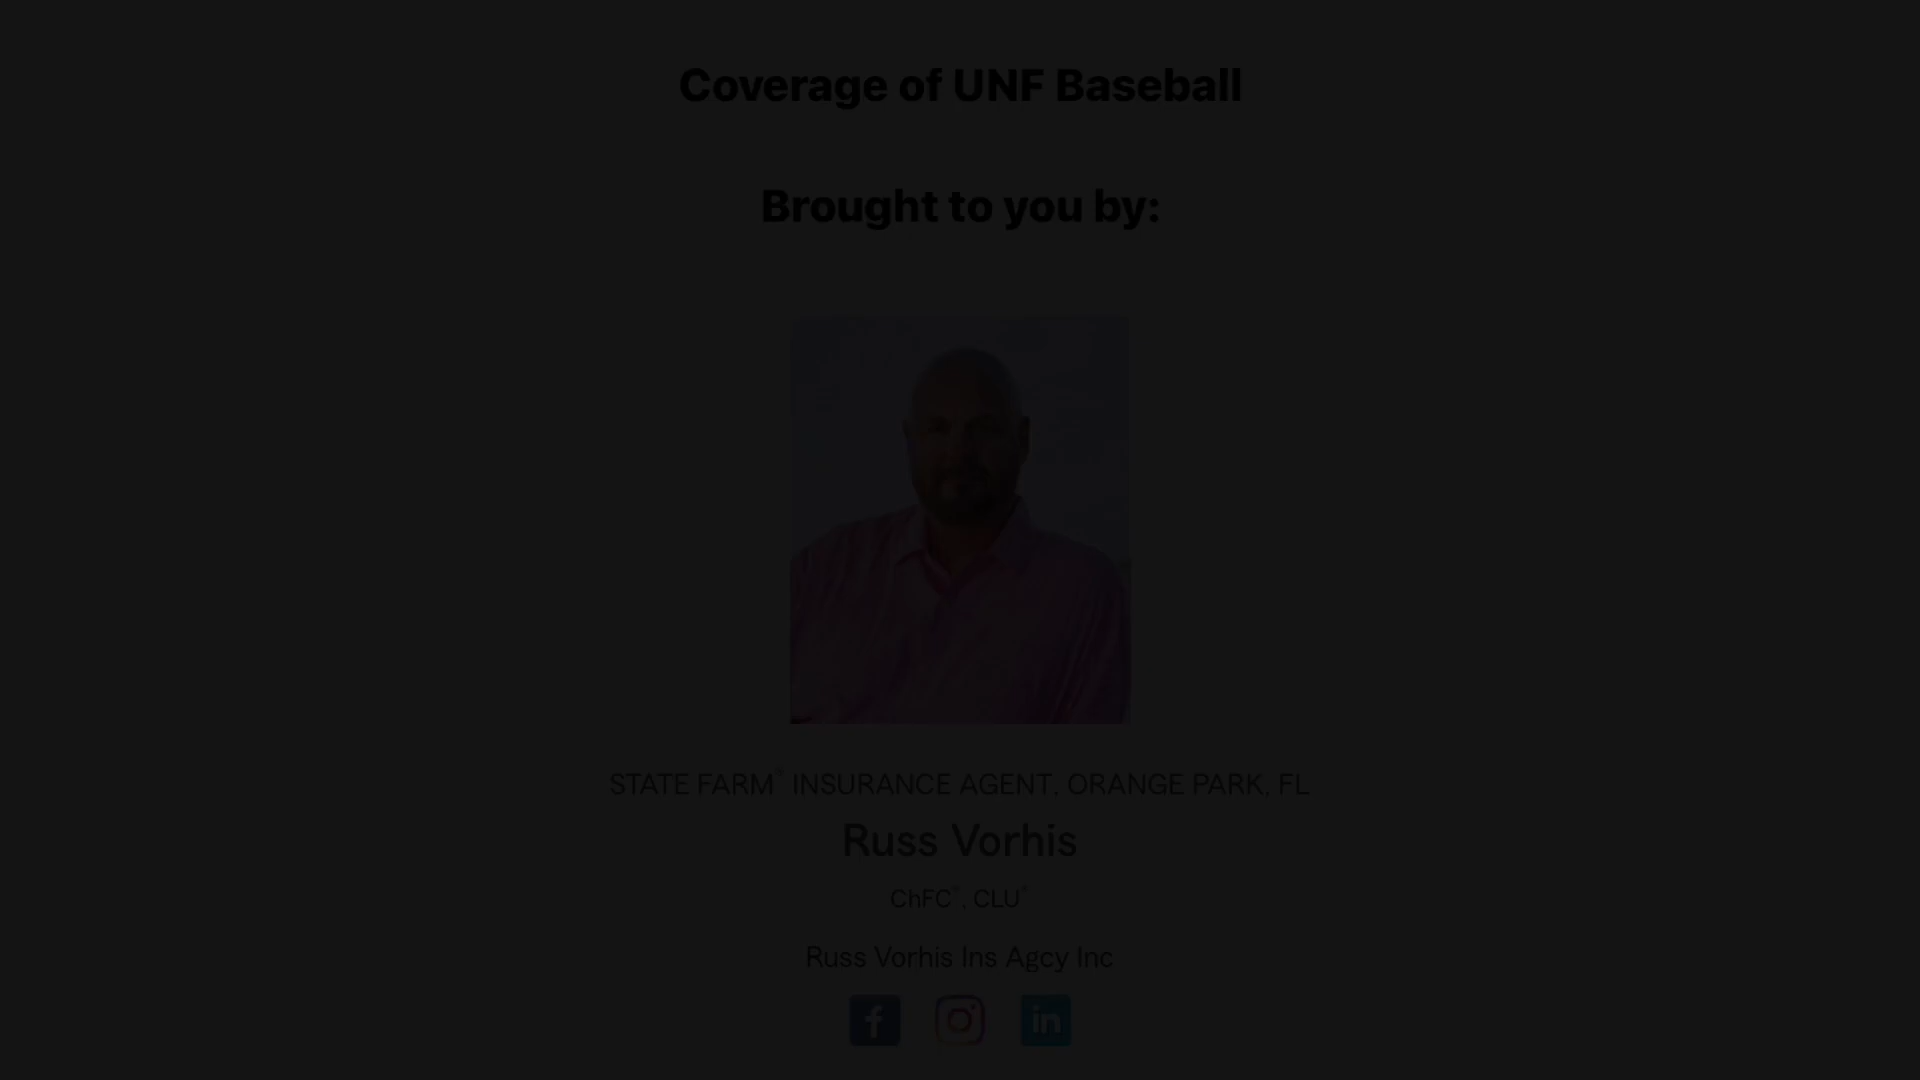 Coverage of UNF Baseball
Brought to you by:
STATE FARM® INSURANCE AGENT, ORANGE PARK, FL
Russ Vorhis
ChFC®, CLU®
Russ Vorhis Ins Agcy Inc